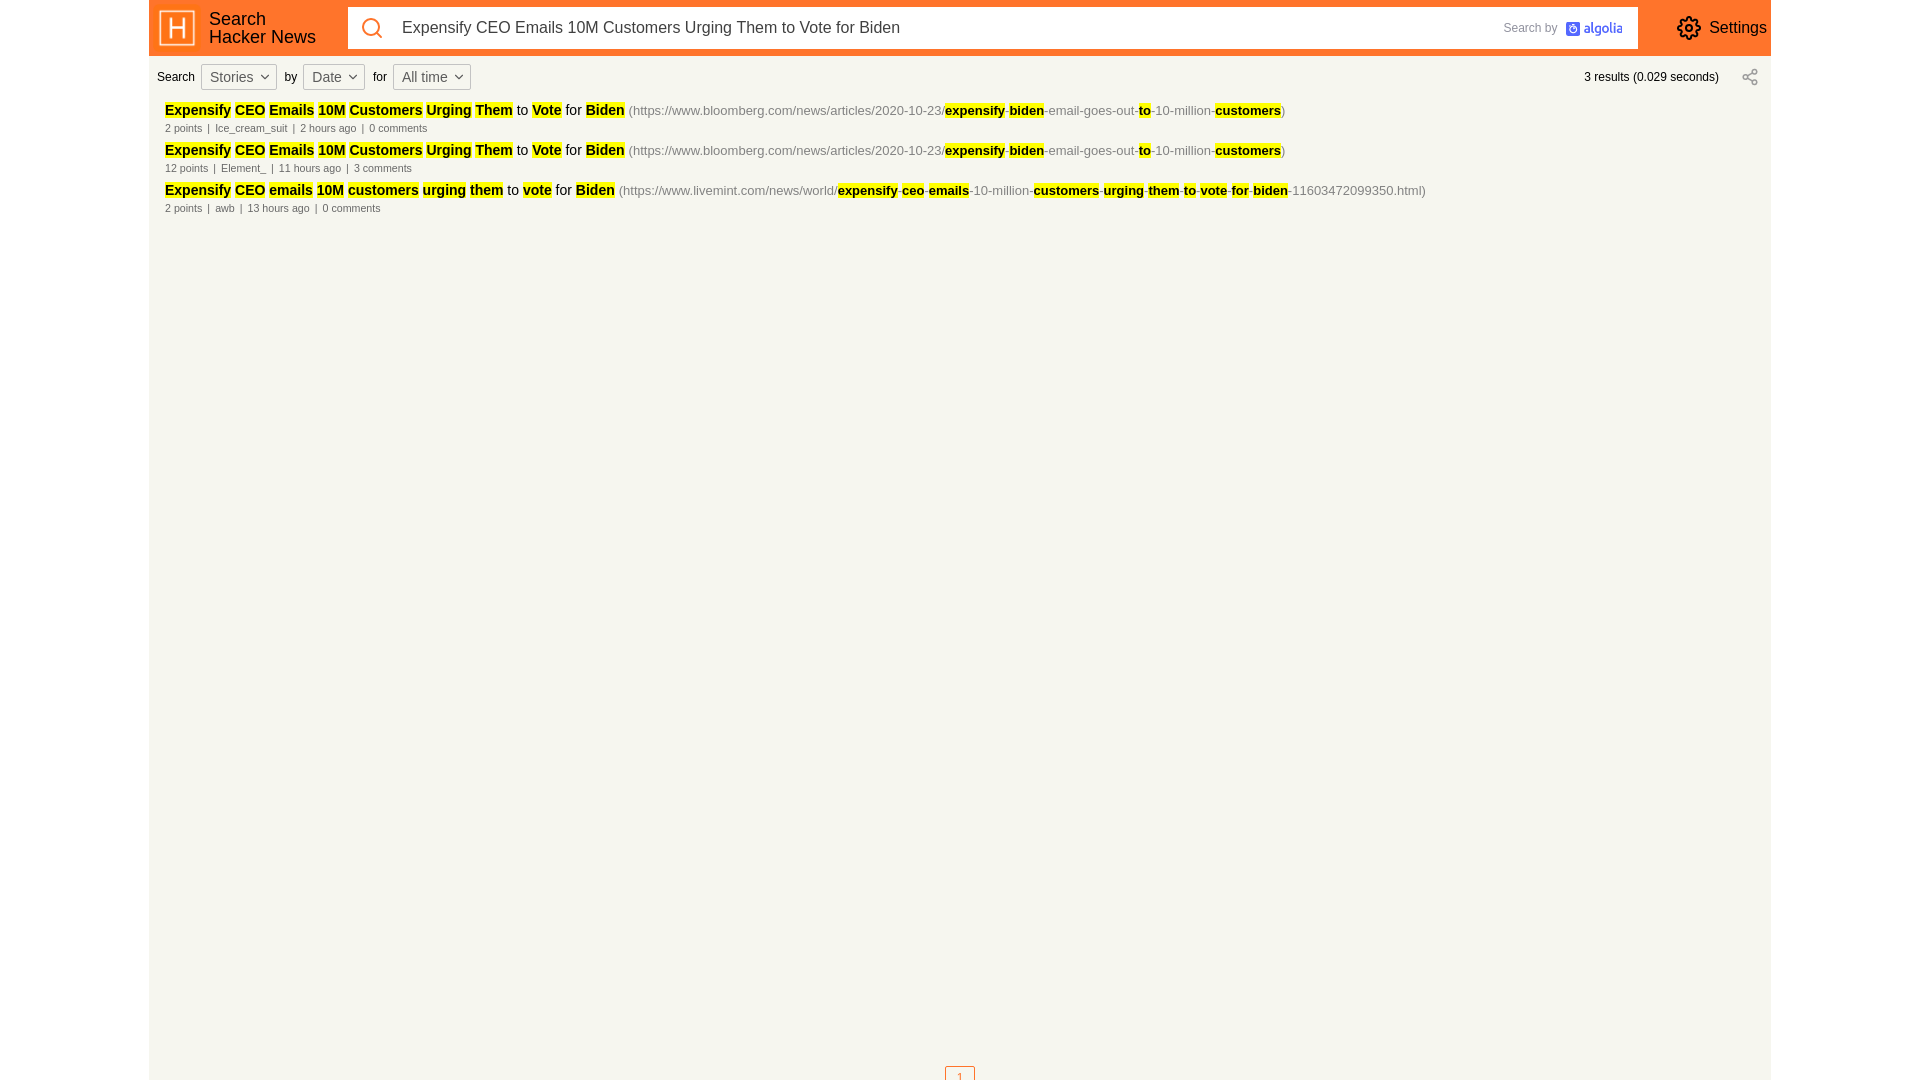 H
Search
Hacker News
Expensify CEO Emails 10M Customers Urging Them to Vote for Biden
Search by algolia
Settings
Search Stories by Date for All time
3 results (0.029 seconds)
Expensify CEO Emails 10M Customers Urging Them to Vote for Biden (https://www.bloomberg.com/news/articles/2020-10-23/expensify-biden-email-goes-out-to-10-million-customers)
2 points | Ice_cream_suit | 2 hours ago | 0 comments
Expensify CEO Emails 10M Customers Urging Them to Vote for Biden (https://www.bloomberg.com/news/articles/2020-10-23/expensify-biden-email-goes-out-to-10-million-customers)
12 points | Element_ | 11 hours ago | 3 comments
Expensify CEO emails 10M customers urging them to vote for Biden (https://www.livemint.com/news/world/expensify-ceo-emails-10-million-customers-urging-them-to-vote-for-biden-11603472099350.html)
2 points | awb | 13 hours ago | 0 comments
1